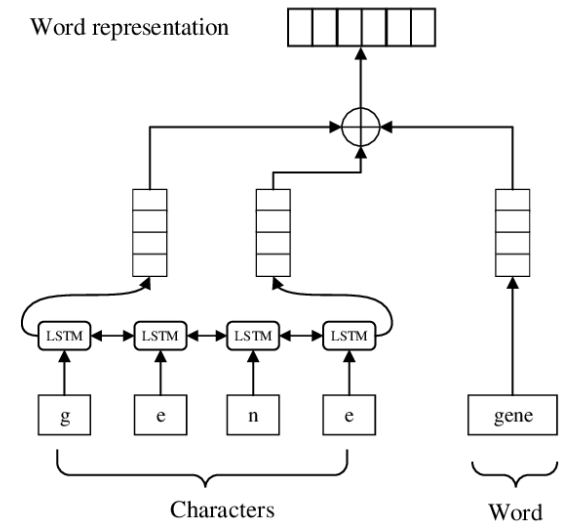 Word representation
LSTM LSTM LSTM LSTM
g e n e gene
Characters Word